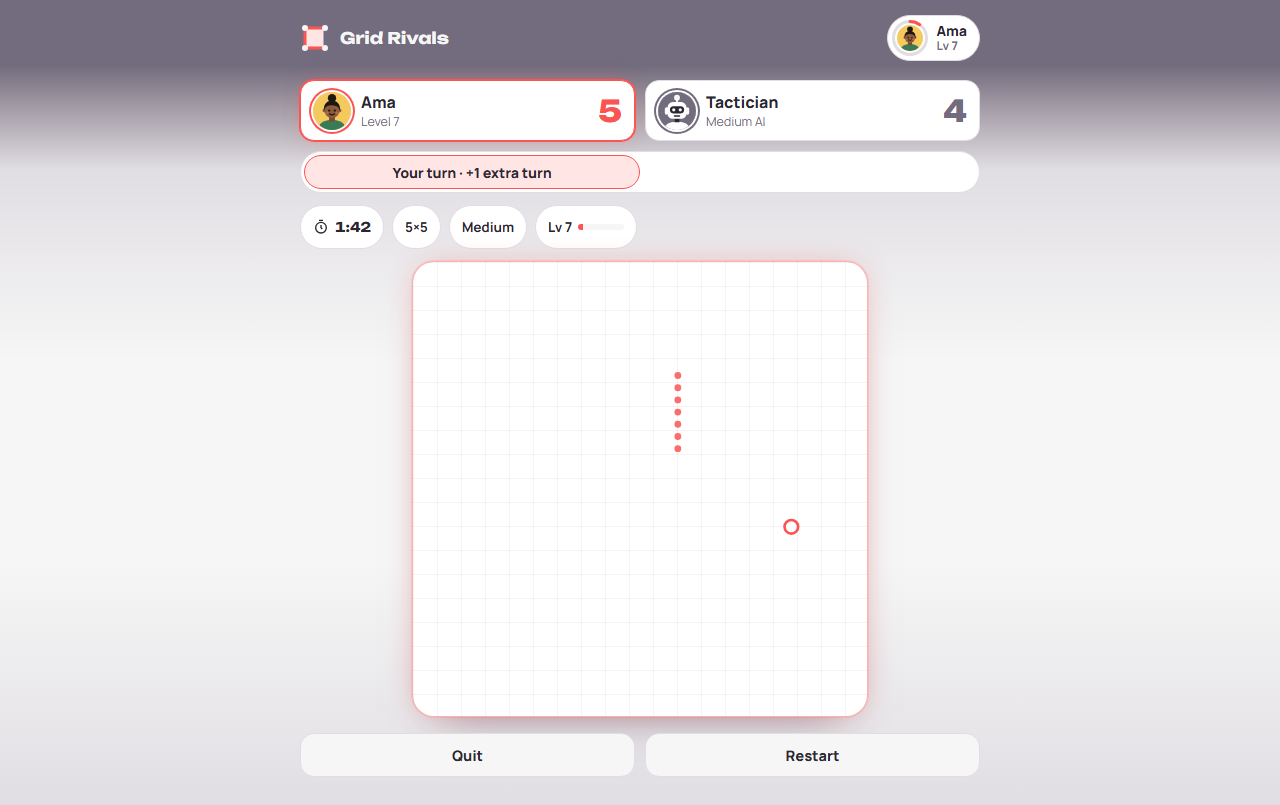 Grid Rivals
Ama
Lv 7
Ama
Level 7
5
Tactician
Medium AI
4
Your turn · +1 extra turn
1:42
5×5
Medium
Lv 7
Quit
Restart